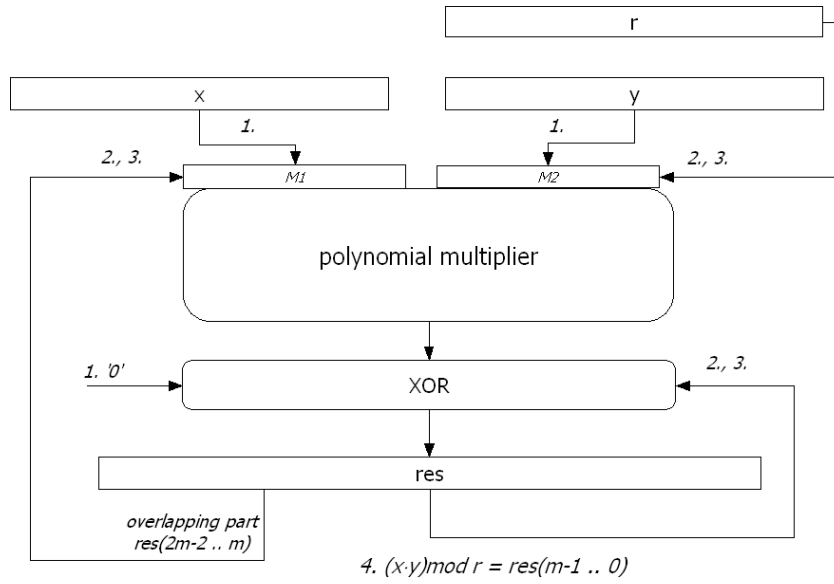 r
x
y
1.
1.
2., 3.
2., 3.
M1
M2
polynomial multiplier
1. '0'
2., 3.
XOR
res
overlapping part
res(2m-2 .. m)
4. (x·y)mod r = res(m-1 .. 0)